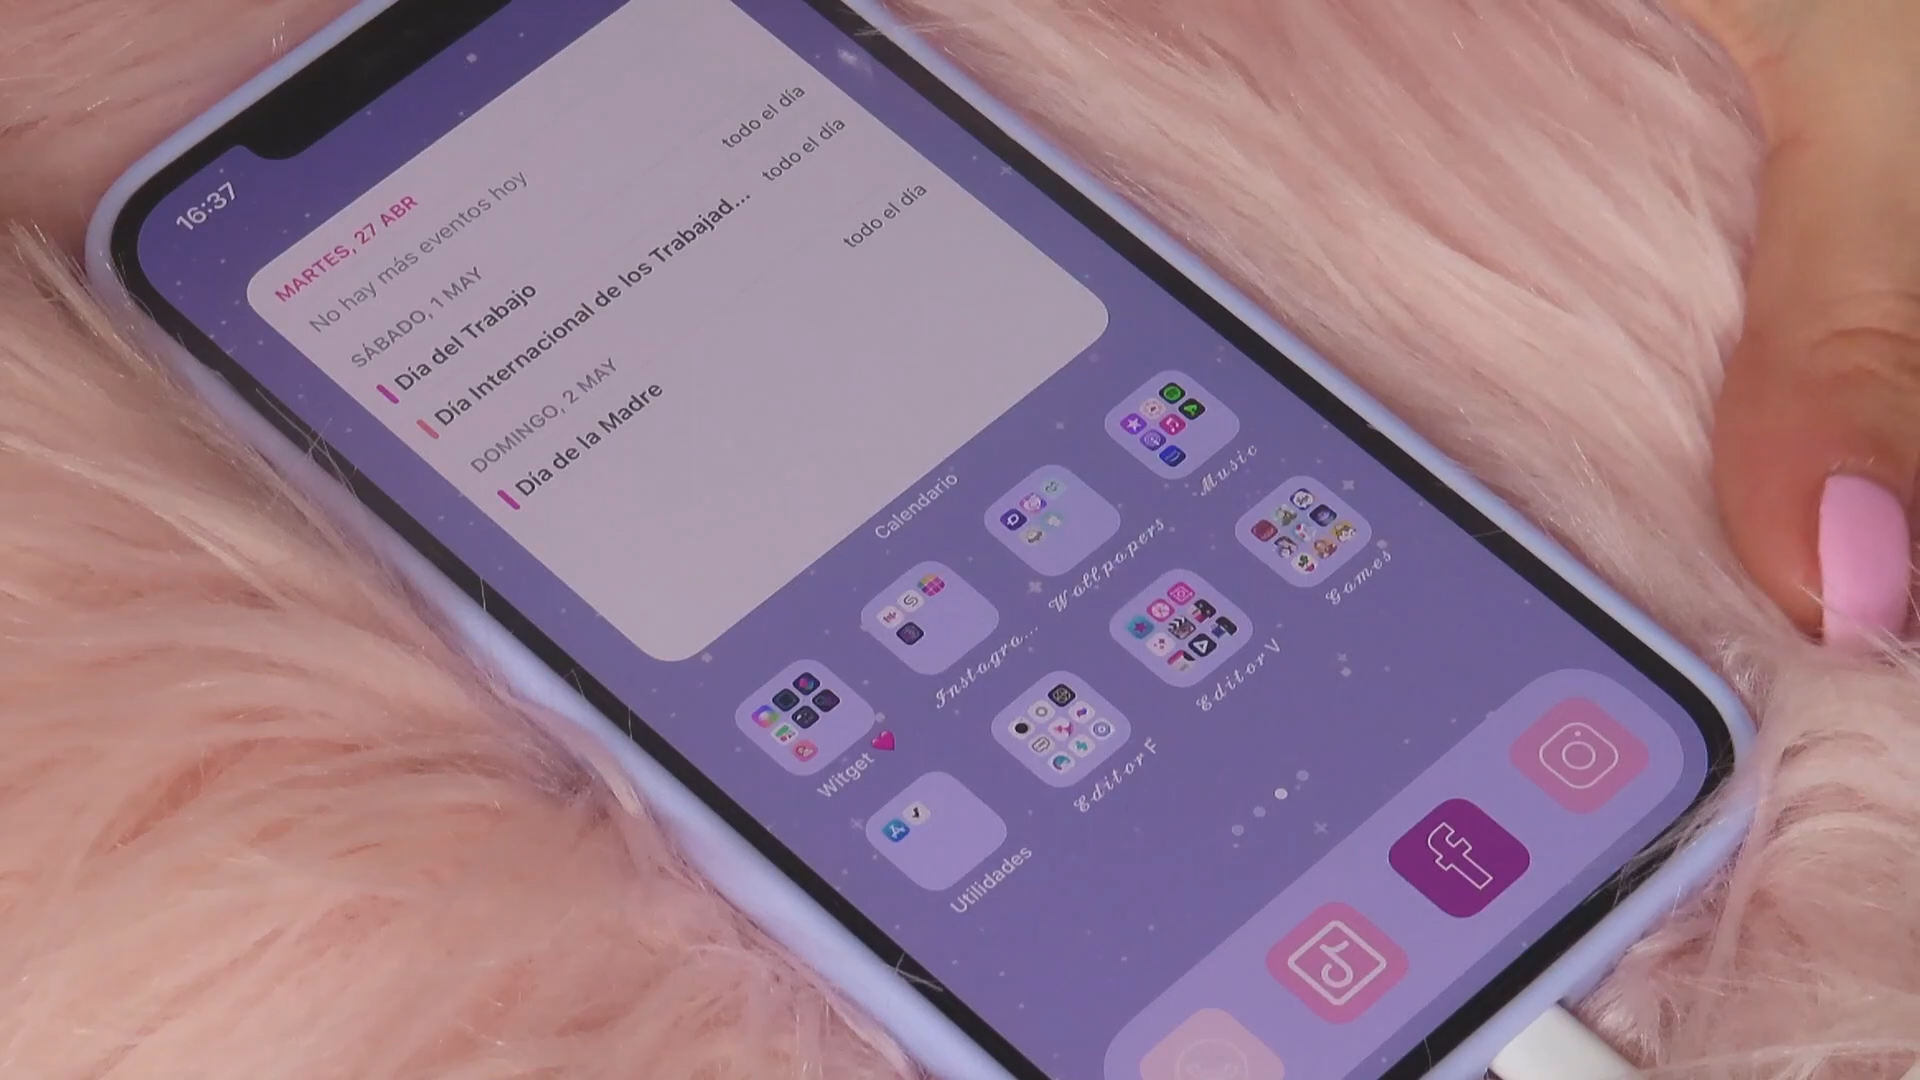 16:37
MARTES, 27 ABR
No hay más eventos hoy
SÁBADO, 1 MAY
Día del Trabajo todo el día
Día Internacional de los Trabajad... todo el día
DOMINGO, 2 MAY
Día de la Madre todo el día
Calendario
Witget 💗
Instagra...
Wallpapers
Music
Utilidades
Editor F
Editor V
Games